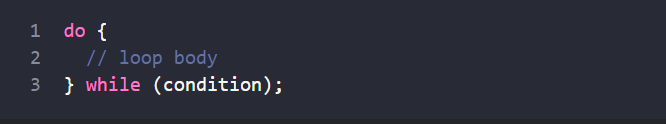 1 do {
2   // loop body
3 } while (condition);